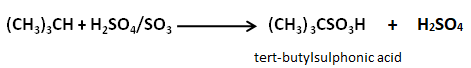 (CH₃)₃CH + H₂SO₄/SO₃ ⟶ (CH₃)₃CSO₃H + H₂SO₄
tert-butylsulphonic acid